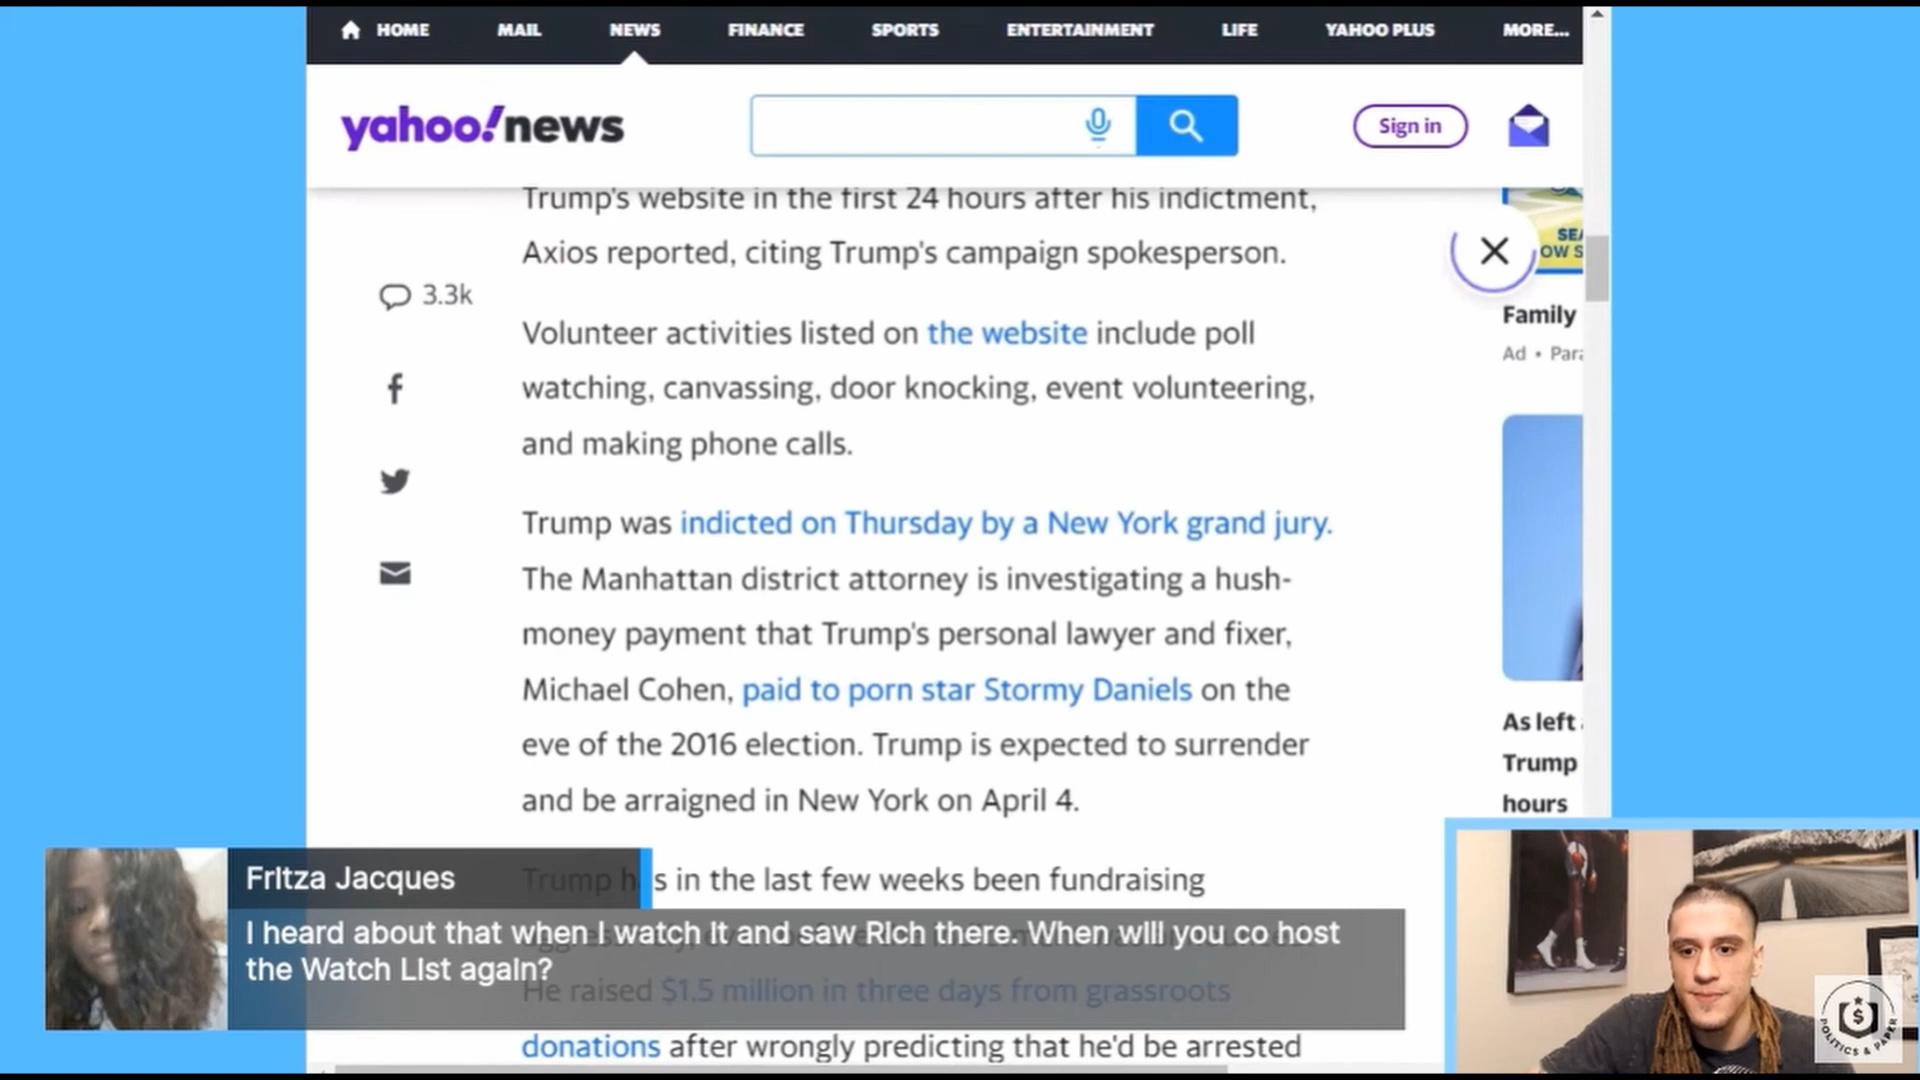 HOME MAIL NEWS FINANCE SPORTS ENTERTAINMENT LIFE YAHOO PLUS MORE...
yahoo!news
Sign in
Trump's website in the first 24 hours after his indictment,
Axios reported, citing Trump's campaign spokesperson.
3.3k
Volunteer activities listed on the website include poll
watching, canvassing, door knocking, event volunteering,
and making phone calls.
Trump was indicted on Thursday by a New York grand jury.
The Manhattan district attorney is investigating a hush-
money payment that Trump's personal lawyer and fixer,
Michael Cohen, paid to porn star Stormy Daniels on the
eve of the 2016 election. Trump is expected to surrender
and be arraigned in New York on April 4.
Trump h s in the last few weeks been fundraising
He raised $1.5 million in three days from grassroots
donations after wrongly predicting that he'd be arrested
SEA
OW S
Family
Ad • Para
As left
Trump
hours
Fritza Jacques
I heard about that when I watch it and saw Rich there. When will you co host
the Watch List again?
$
POLITICS & PAPER